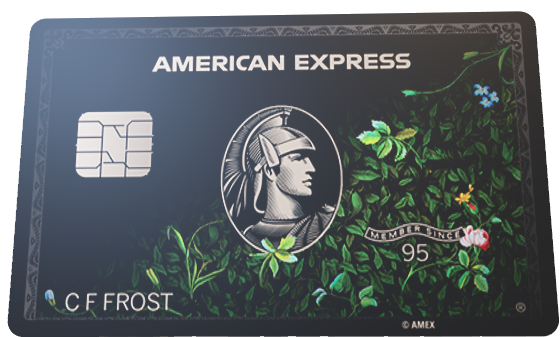 AMERICAN EXPRESS
MEMBER SINCE
95
C F FROST
® 
© AMEX